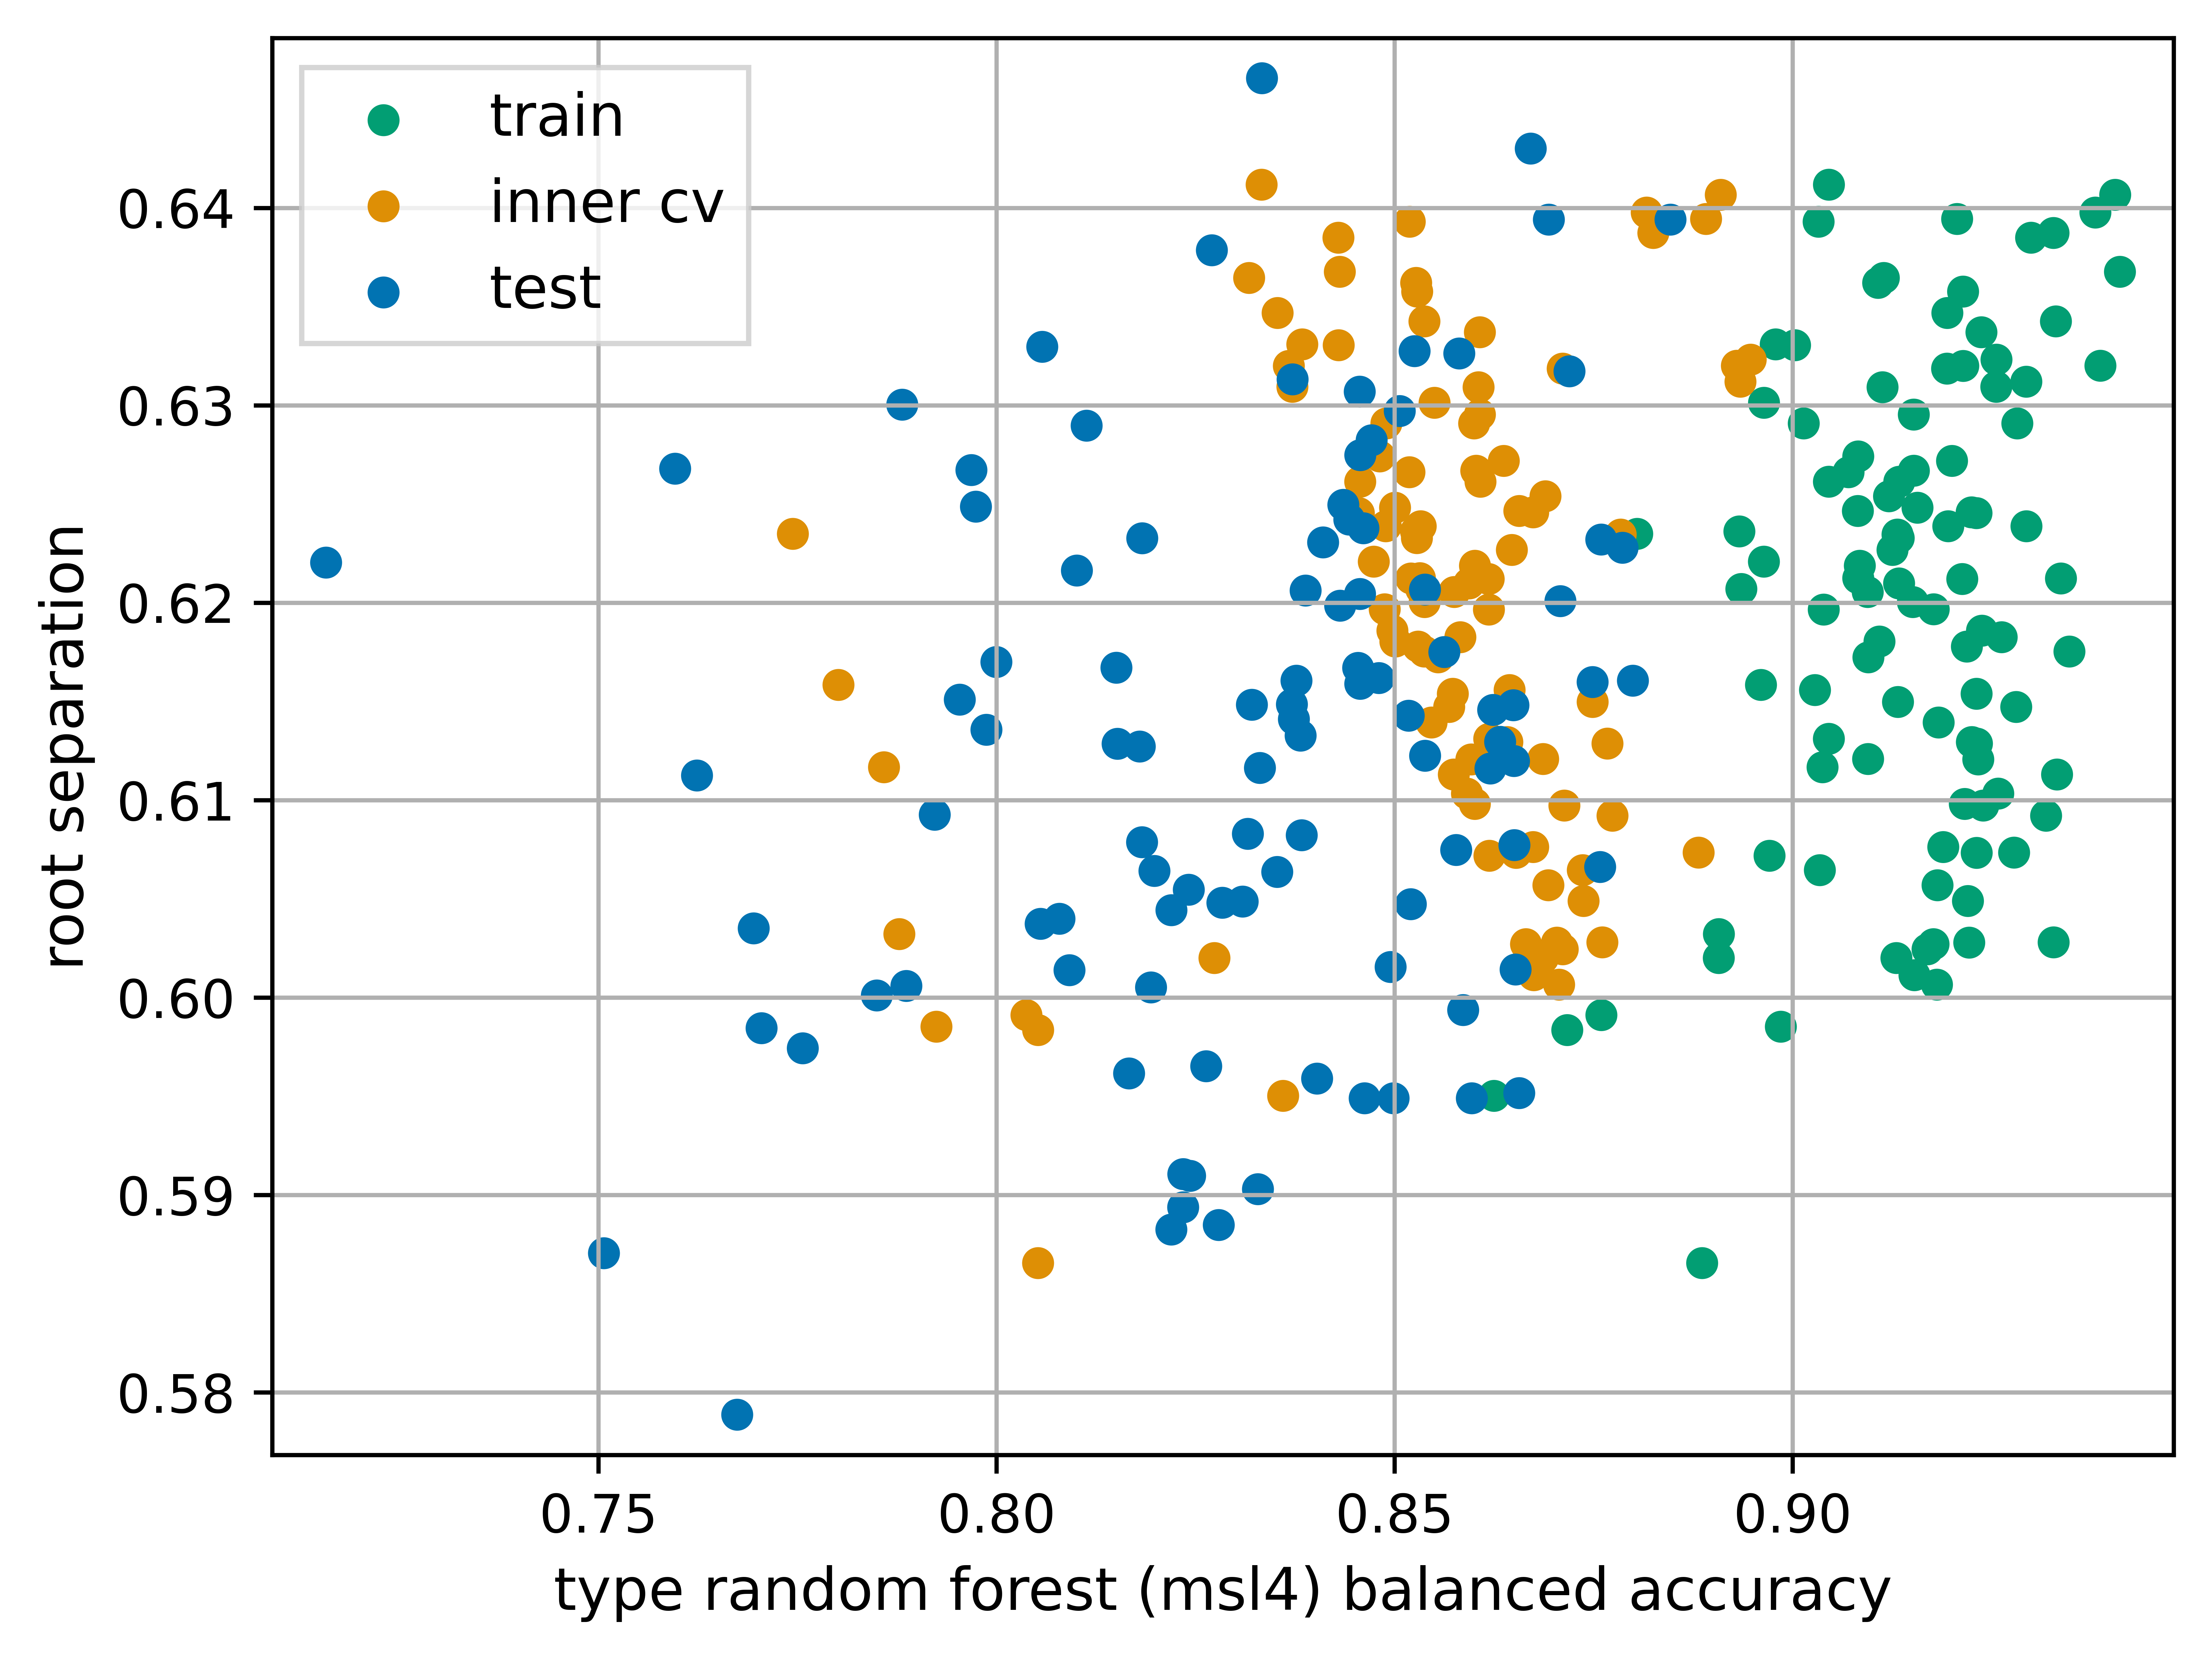 train
inner cv
test
0.64
0.63
0.62
0.61
0.60
0.59
0.58
root separation
0.75 0.80 0.85 0.90
type random forest (msl4) balanced accuracy